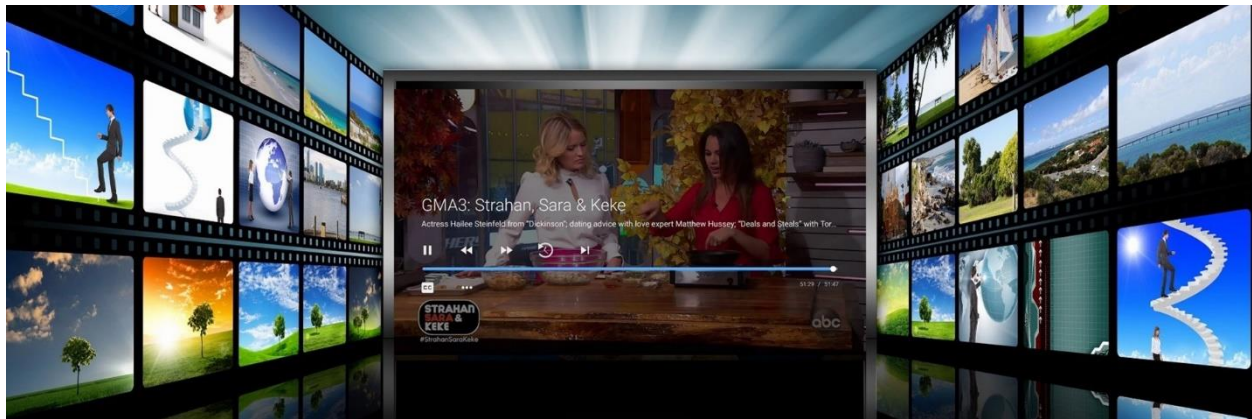 GMA3: Strahan, Sara & Keke
Actress Hailee Steinfeld from "Dickinson"; dating advice with love expert Matthew Hussey; "Deals and Steals" with Tor...
CC
51:29 / 51:47
STRAHAN
SARA &
KEKE
#StrahanSaraKeke
abc